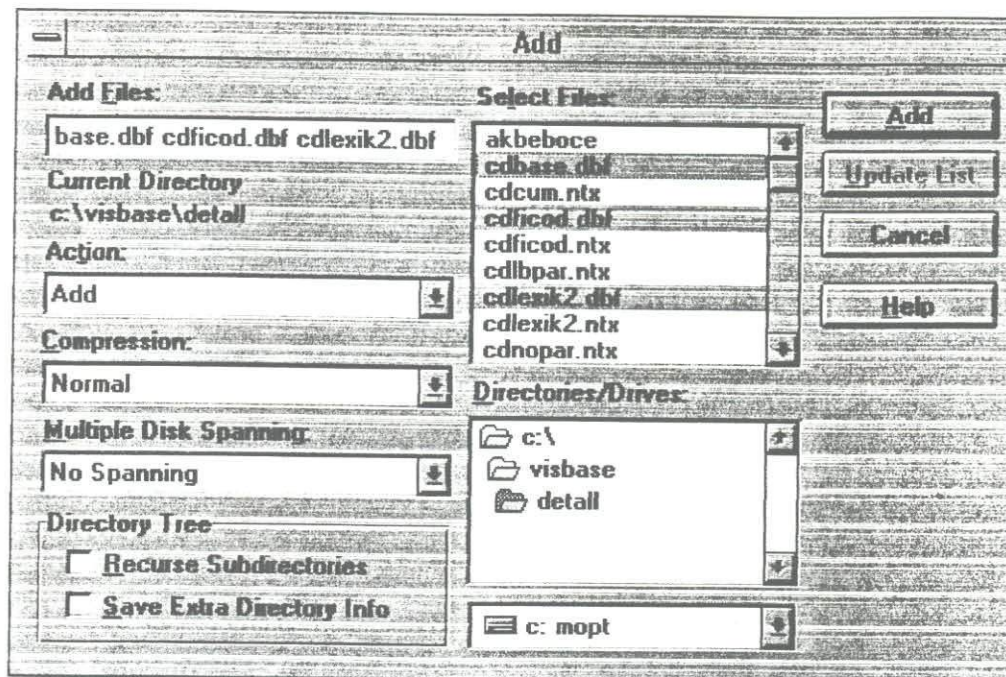 Add
Add Files:
base.dbf cdficod.dbf cdlexik2.dbf
Current Directory
c:\visbase\detall
Action:
Add
Compression:
Normal
Multiple Disk Spanning:
No Spanning
Directory Tree
Recurse Subdirectories
Save Extra Directory Info
Select Files:
akbeboce
cdbase.dbf
cdcum.ntx
cdficod.dbf
cdficod.ntx
cdlbpar.ntx
cdlexik2.dbf
cdlexik2.ntx
cdnopar.ntx
Directories/Drives:
c:\
visbase
detall
c: mopt
Add
Update List
Cancel
Help